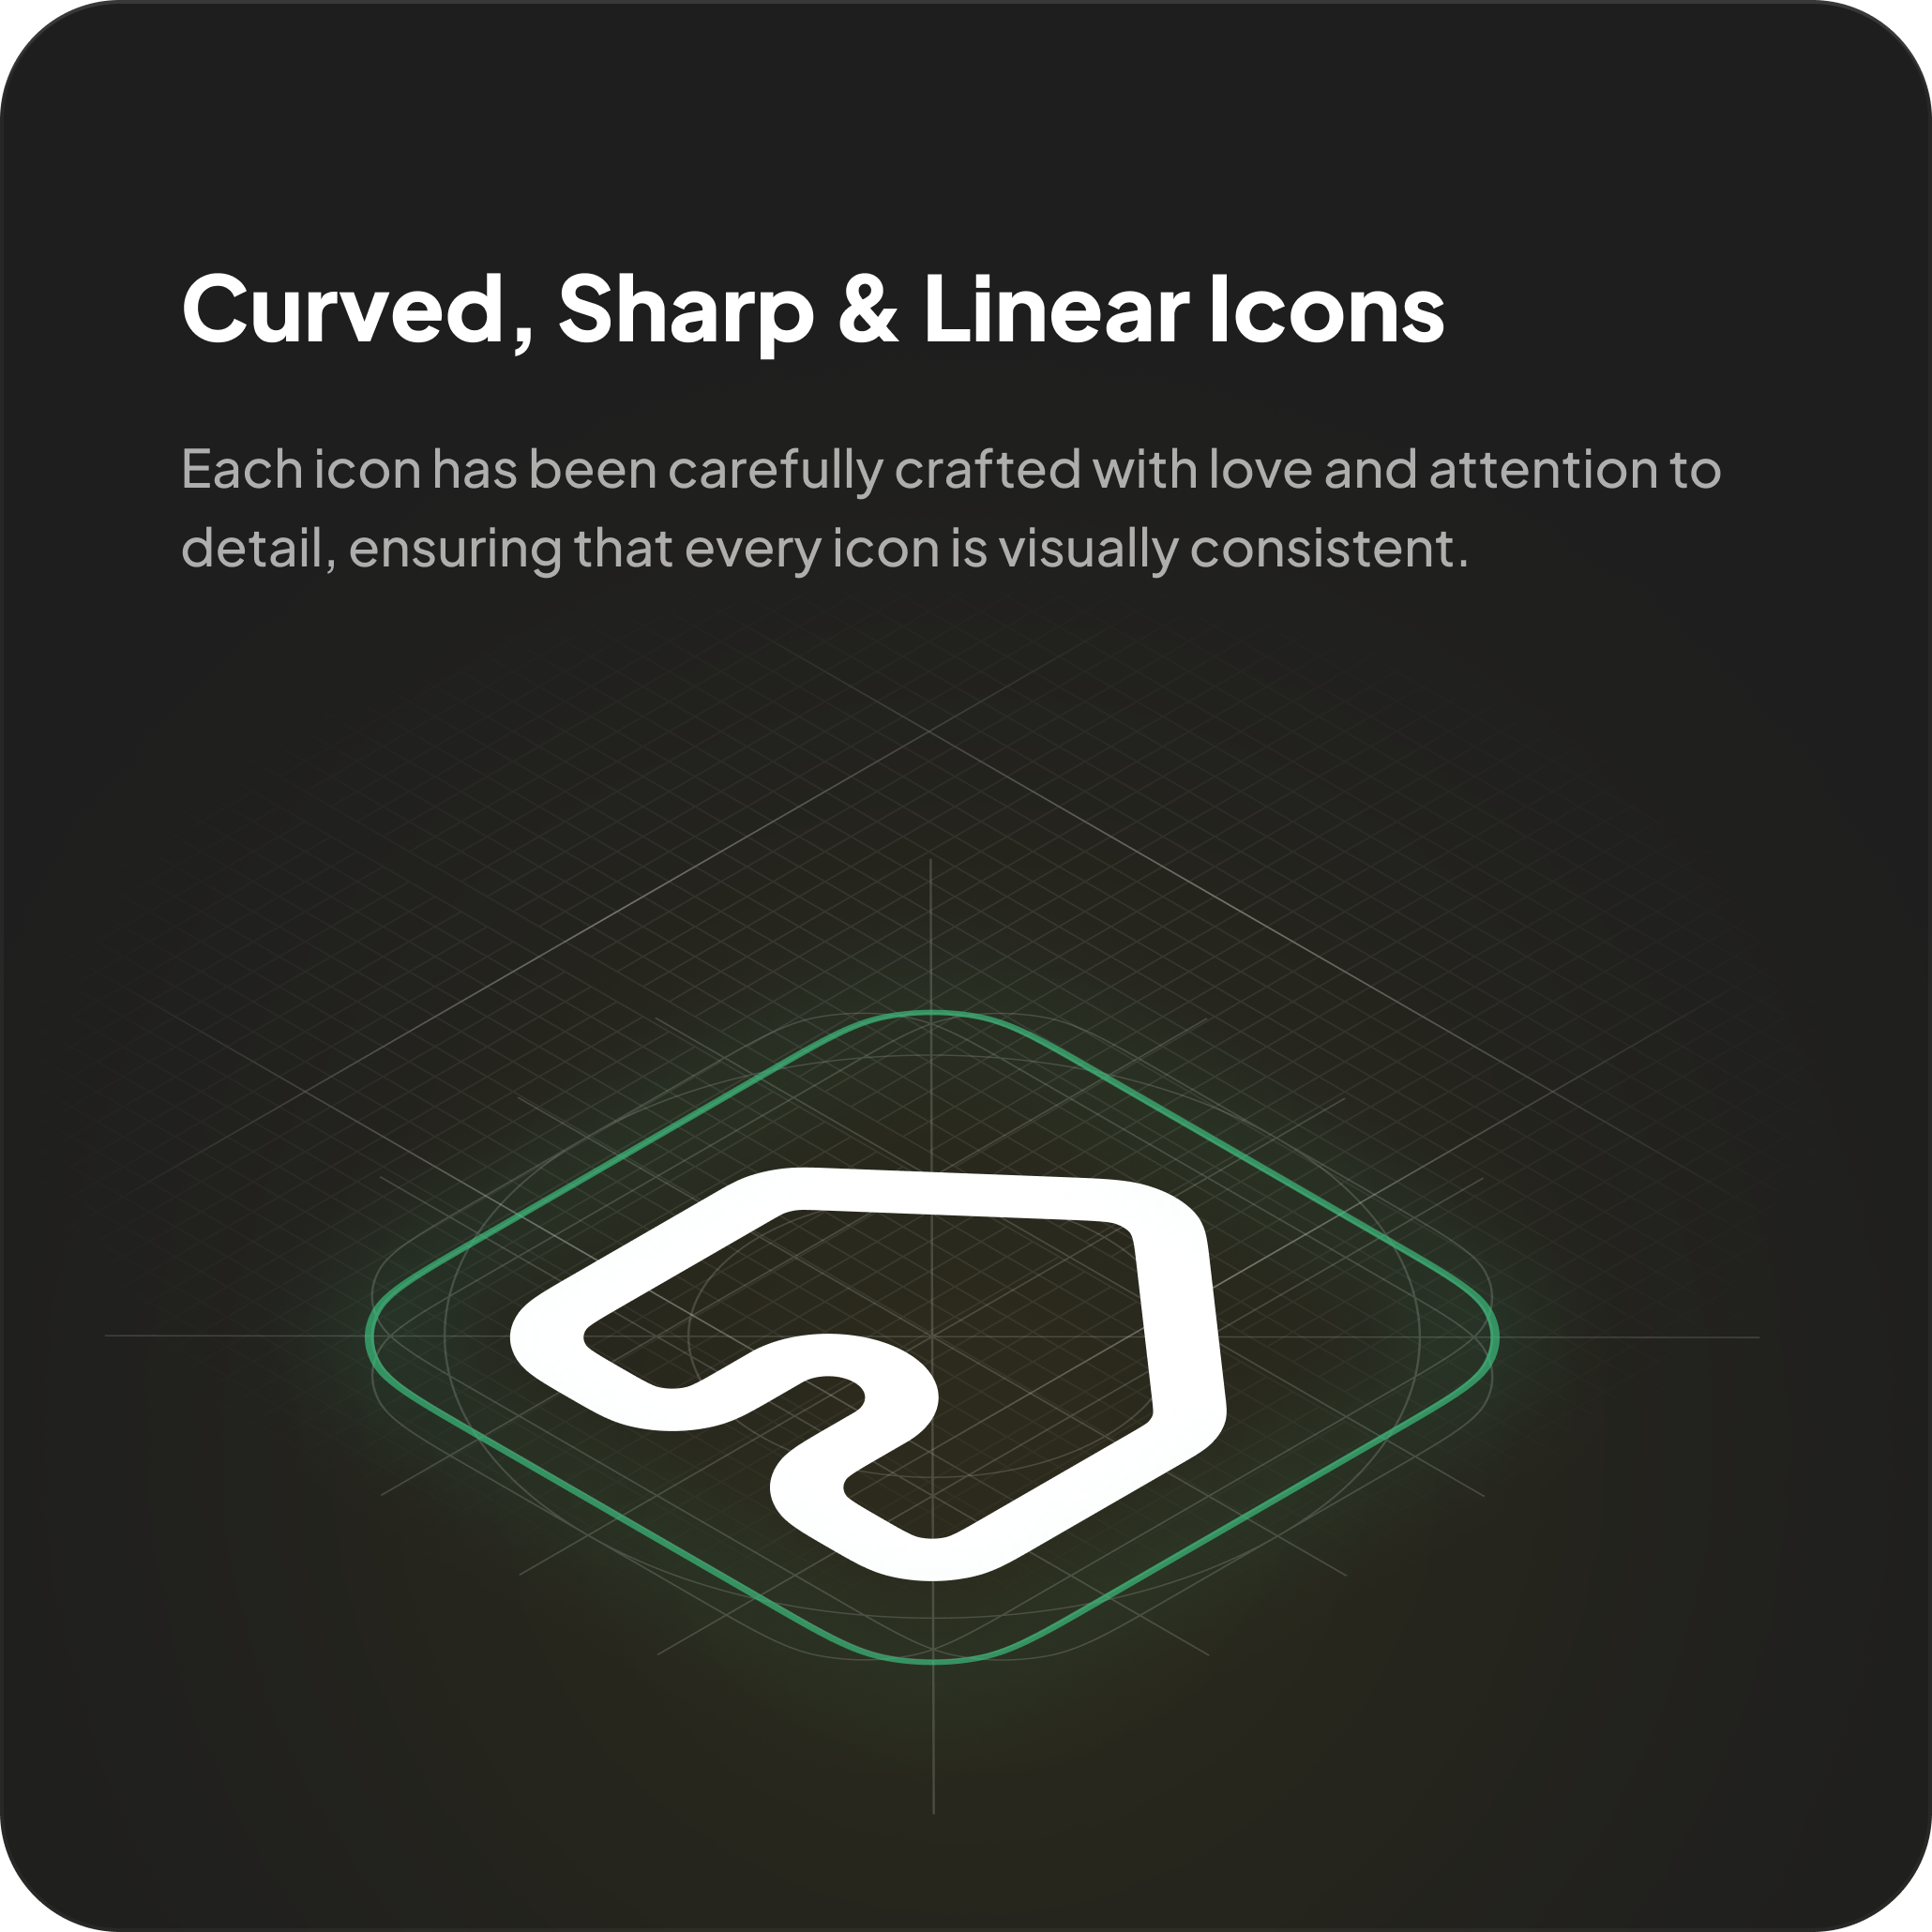 Curved, Sharp & Linear Icons
Each icon has been carefully crafted with love and attention to
detail, ensuring that every icon is visually consistent.